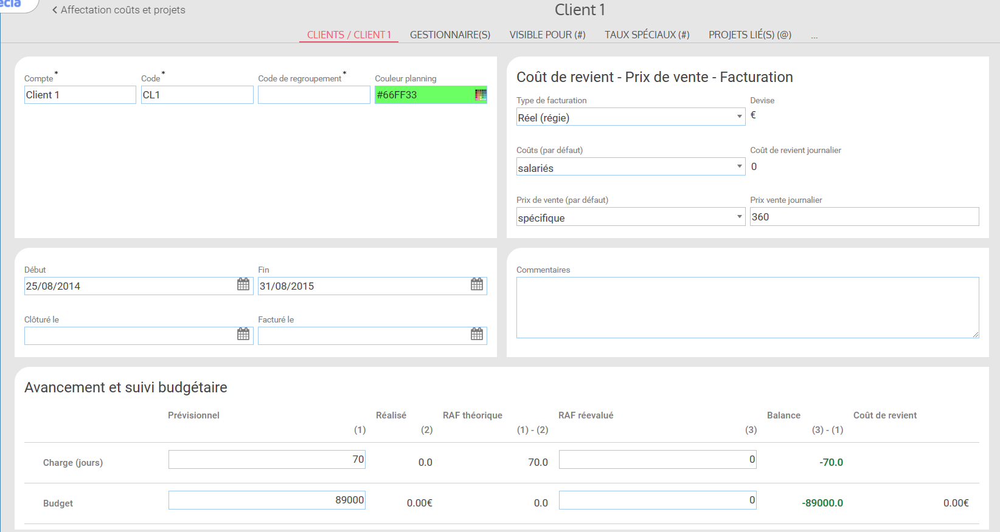 ecia
Affectation coûts et projets
Client 1
CLIENTS / CLIENT 1 GESTIONNAIRE(S) VISIBLE POUR (#) TAUX SPÉCIAUX (#) PROJETS LIÉ(S) (@) ...
Compte * Code * Code de regroupement * Couleur planning
Client 1 CL1 #66FF33
Coût de revient - Prix de vente - Facturation
Type de facturation Devise
Réel (régie) €
Coûts (par défaut) Coût de revient journalier
salariés 0
Prix de vente (par défaut) Prix vente journalier
spécifique 360
Début Fin
25/08/2014 31/08/2015
Clôturé le Facturé le
Commentaires
Avancement et suivi budgétaire
Prévisionnel Réalisé RAF théorique RAF réevalué Balance Coût de revient
(1) (2) (1) - (2) (3) (3) - (1)
Charge (jours) 70 0.0 70.0 0 -70.0
Budget 89000 0.00€ 0.0 0 -89000.0 0.00€